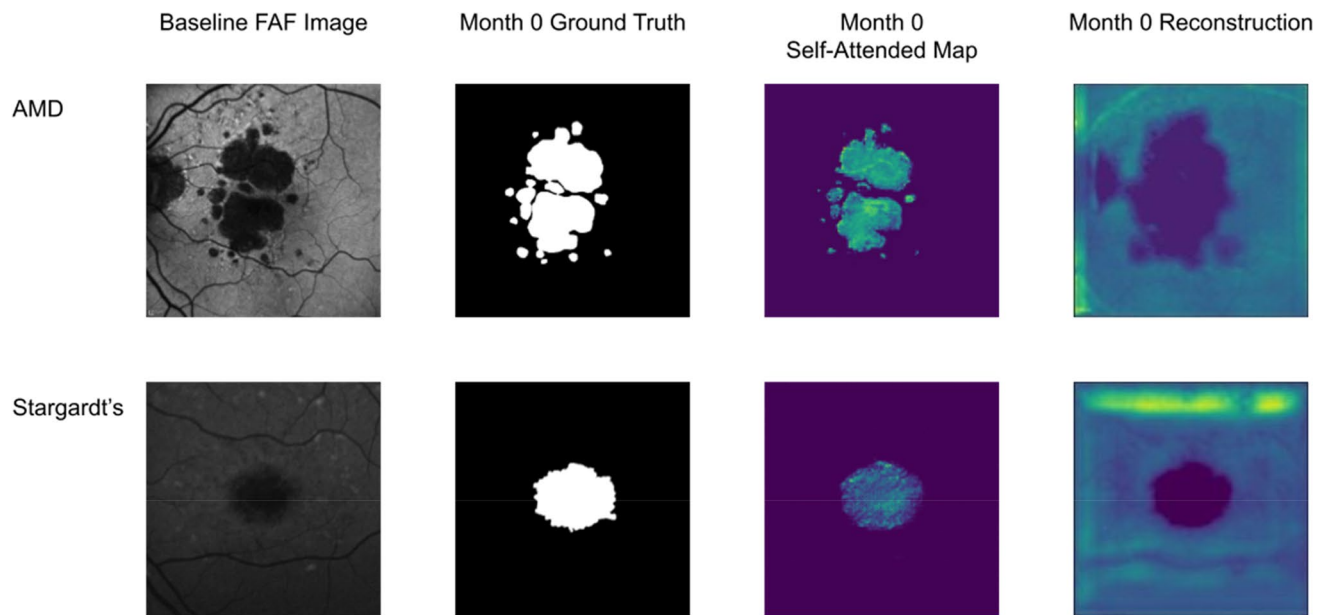 Baseline FAF Image
Month 0 Ground Truth
Month 0
Self-Attended Map
Month 0 Reconstruction
AMD
Stargardt's